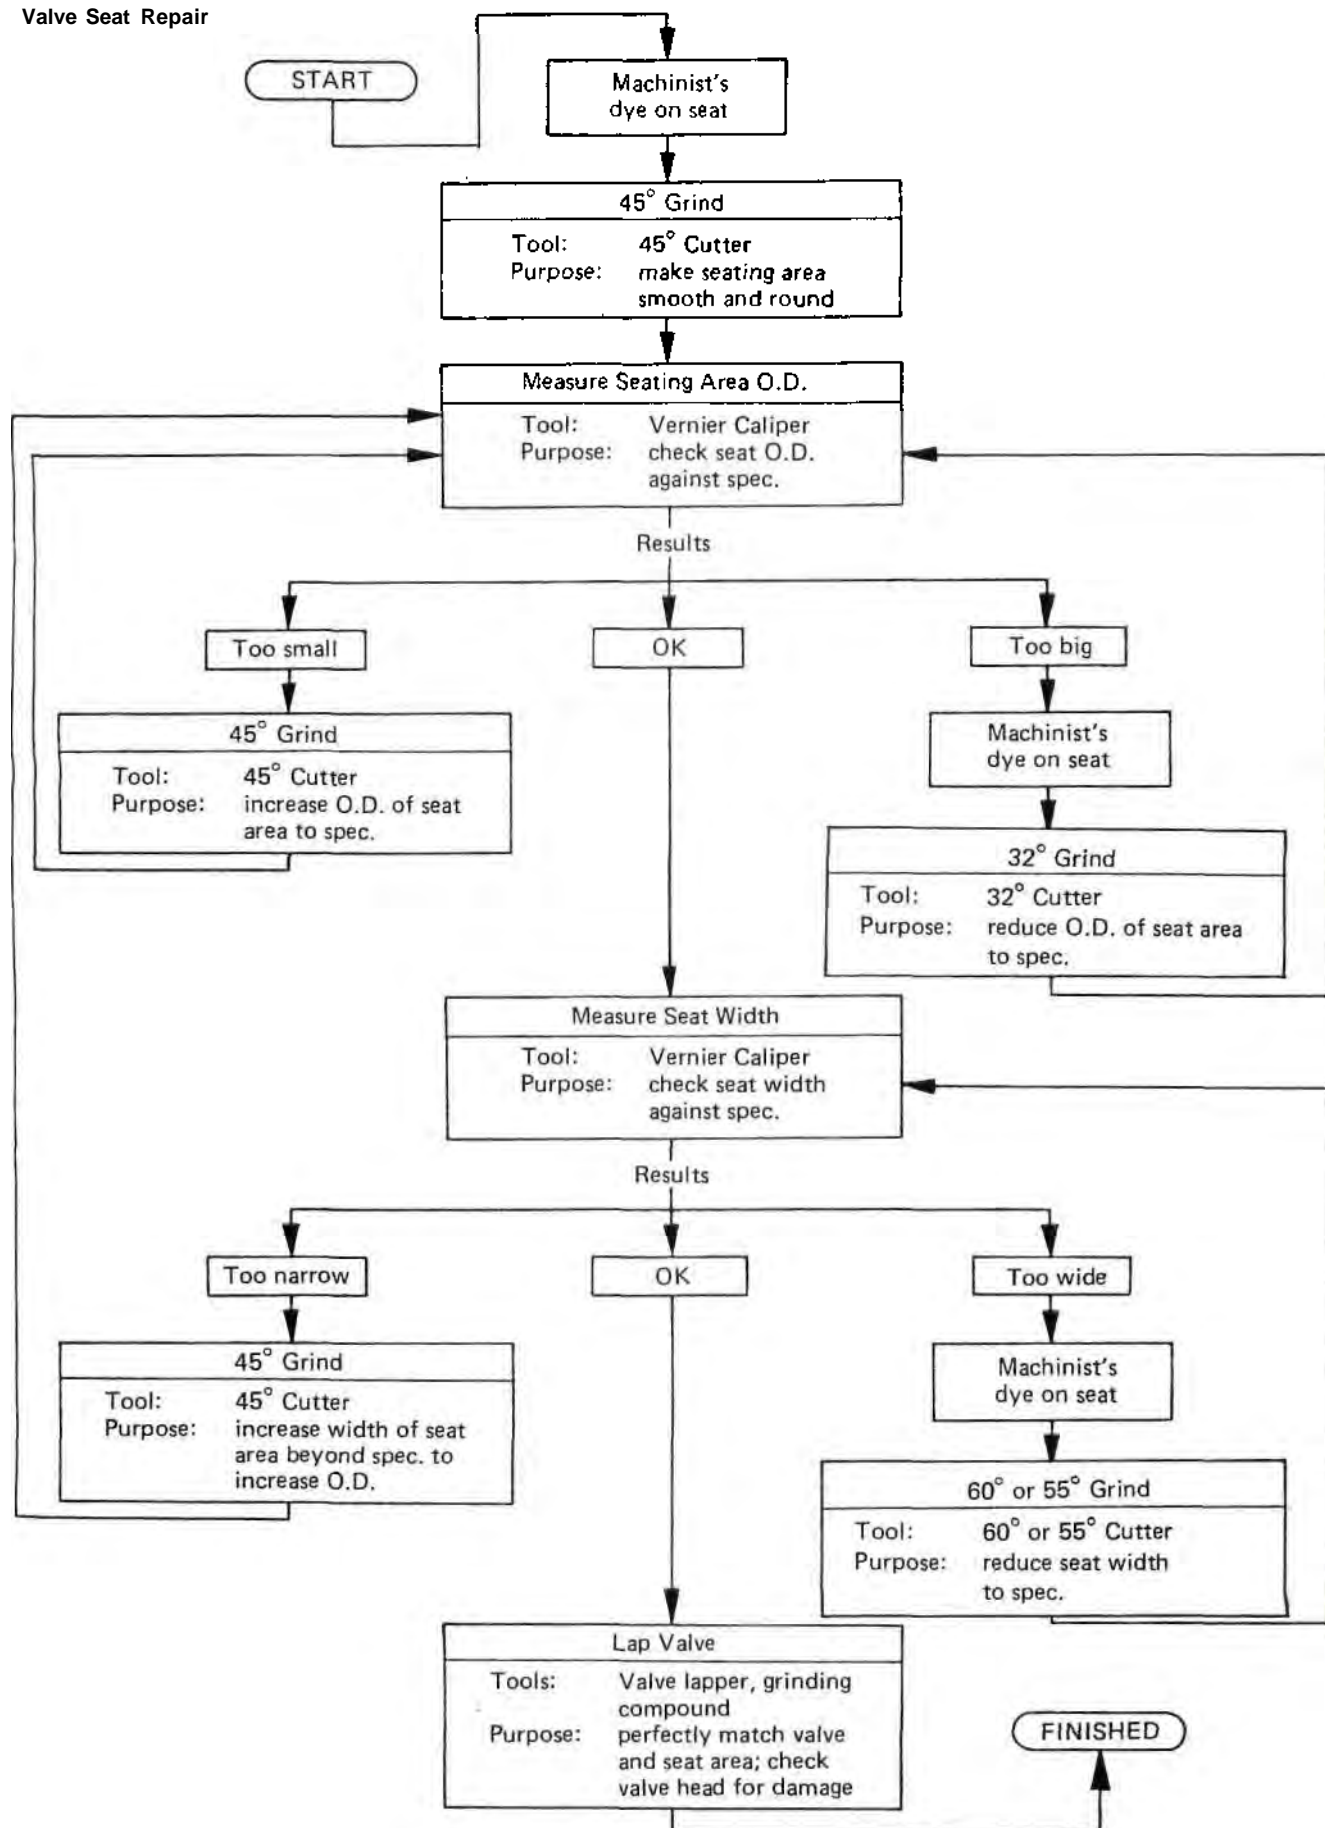 Valve Seat Repair
START
Machinist's
dye on seat
45° Grind
Tool: 45° Cutter
Purpose: make seating area
smooth and round
Measure Seating Area O.D.
Tool: Vernier Caliper
Purpose: check seat O.D.
against spec.
Results
Too small
OK
Too big
45° Grind
Tool: 45° Cutter
Purpose: increase O.D. of seat
area to spec.
Machinist's
dye on seat
32° Grind
Tool: 32° Cutter
Purpose: reduce O.D. of seat area
to spec.
Measure Seat Width
Tool: Vernier Caliper
Purpose: check seat width
against spec.
Results
Too narrow
OK
Too wide
45° Grind
Tool: 45° Cutter
Purpose: increase width of seat
area beyond spec. to
increase O.D.
Machinist's
dye on seat
60° or 55° Grind
Tool: 60° or 55° Cutter
Purpose: reduce seat width
to spec.
Lap Valve
Tools: Valve lapper, grinding
compound
Purpose: perfectly match valve
and seat area; check
valve head for damage
FINISHED